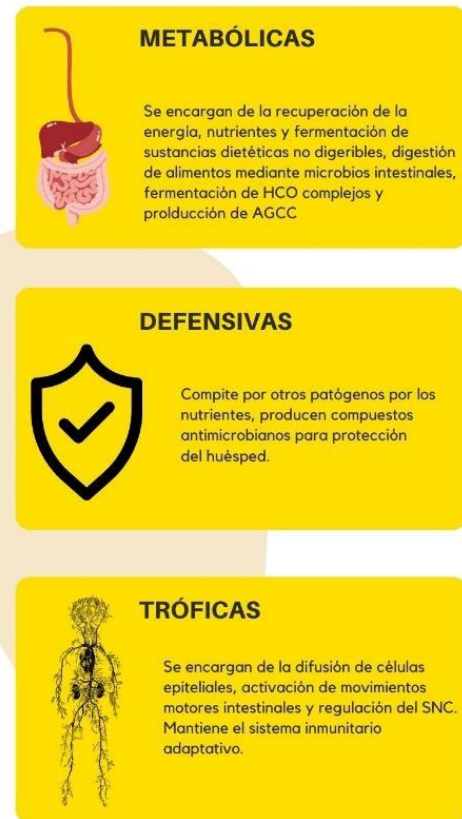 METABÓLICAS
Se encargan de la recuperación de la
energía, nutrientes y fermentación de
sustancias dietéticas no digeribles, digestión
de alimentos mediante microbios intestinales,
fermentación de HCO complejos y
prolducción de AGCC
DEFENSIVAS
Compite por otros patógenos por los
nutrientes, producen compuestos
antimicrobianos para protección
del huésped.
TRÓFICAS
Se encargan de la difusión de células
epiteliales, activación de movimientos
motores intestinales y regulación del SNC.
Mantiene el sistema inmunitario
adaptativo.